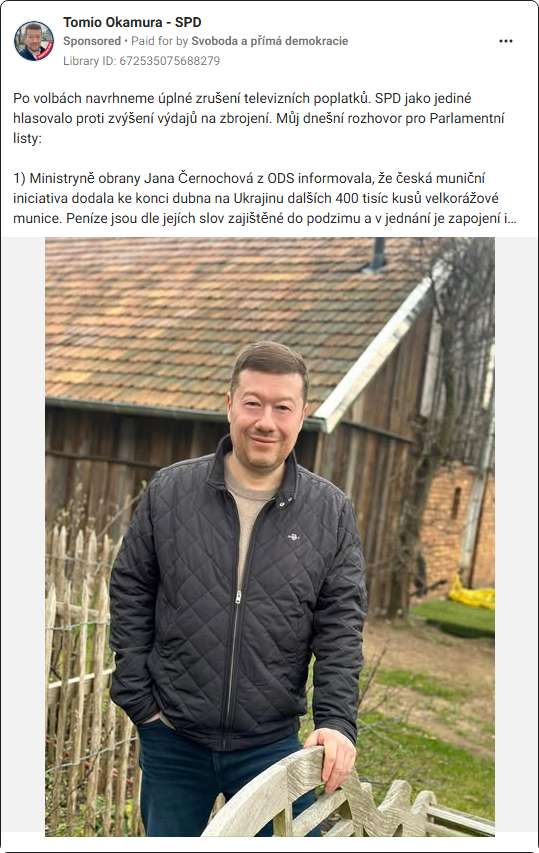 Tomio Okamura - SPD
Sponsored • Paid for by Svoboda a přímá demokracie
Library ID: 672535075688279
Po volbách navrhneme úplné zrušení televizních poplatků. SPD jako jediné
hlasovalo proti zvýšení výdajů na zbrojení. Můj dnešní rozhovor pro Parlamentní
listy:
1) Ministryně obrany Jana Černochová z ODS informovala, že česká muniční
iniciativa dodala ke konci dubna na Ukrajinu dalších 400 tisíc kusů velkorážové
munice. Peníze jsou dle jejích slov zajištěné do podzimu a v jednání je zapojení i...